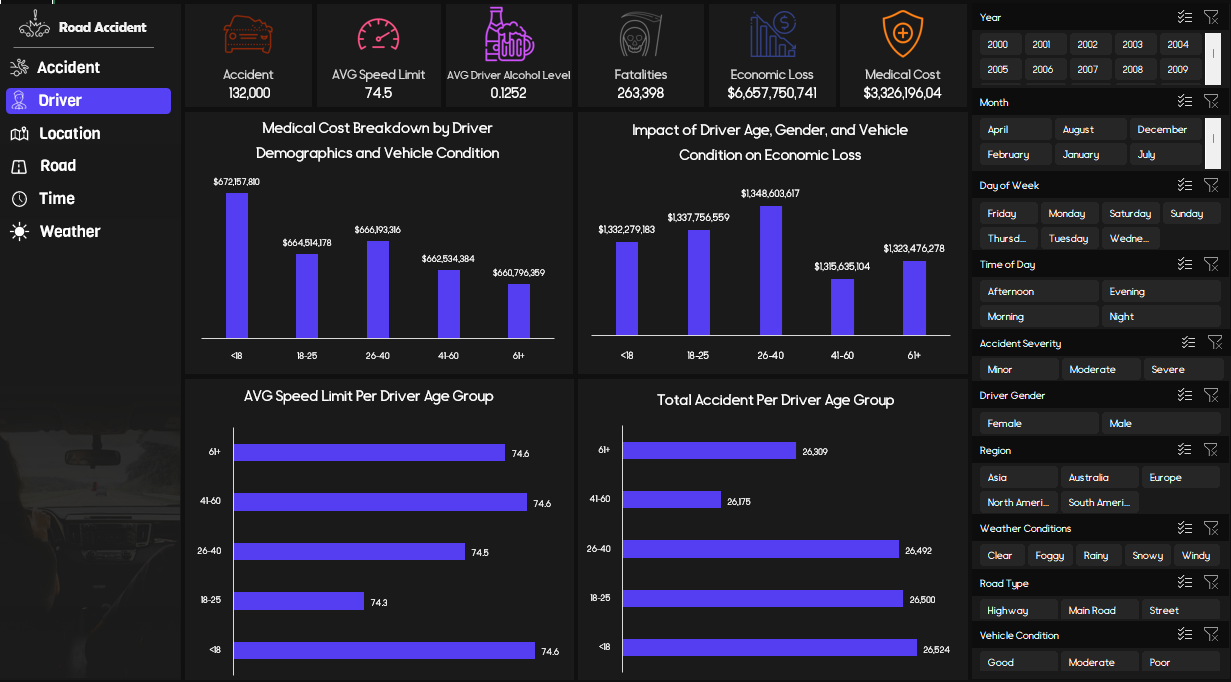 Road Accident
Accident
Driver
Location
Road
Time
Weather
Accident
132,000
AVG Speed Limit
74.5
AVG Driver Alcohol Level
0.1252
Fatalities
263,398
Economic Loss
$6,657,750,741
Medical Cost
$3,326,196,04
Medical Cost Breakdown by Driver
Demographics and Vehicle Condition
$672,157,810
$664,514,178
$666,193,316
$662,534,384
$660,796,359
<18
18-25
26-40
41-60
61+
Impact of Driver Age, Gender, and Vehicle
Condition on Economic Loss
$1,332,279,183
$1,337,756,559
$1,348,603,617
$1,315,635,104
$1,323,476,278
<18
18-25
26-40
41-60
61+
AVG Speed Limit Per Driver Age Group
61+ 74.6
41-60 74.6
26-40 74.5
18-25 74.3
<18 74.6
Total Accident Per Driver Age Group
61+ 26,309
41-60 26,175
26-40 26,492
18-25 26,500
<18 26,524
Year
2000 2001 2002 2003 2004
2005 2006 2007 2008 2009
Month
April August December
February January July
Day of Week
Friday Monday Saturday Sunday
Thursd... Tuesday Wedne...
Time of Day
Afternoon Evening
Morning Night
Accident Severity
Minor Moderate Severe
Driver Gender
Female Male
Region
Asia Australia Europe
North Ameri... South Ameri...
Weather Conditions
Clear Foggy Rainy Snowy Windy
Road Type
Highway Main Road Street
Vehicle Condition
Good Moderate Poor